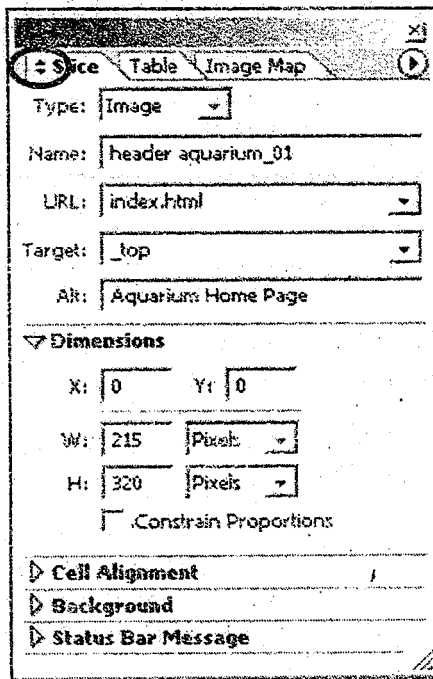 Slice Table Image Map
Type: Image
Name: header aquarium_01
URL: index.html
Target: _top
Alt: Aquarium Home Page
Dimensions
X: 0 Y: 0
W: 215 Pixels
H: 320 Pixels
Constrain Proportions
Cell Alignment
Background
Status Bar Message